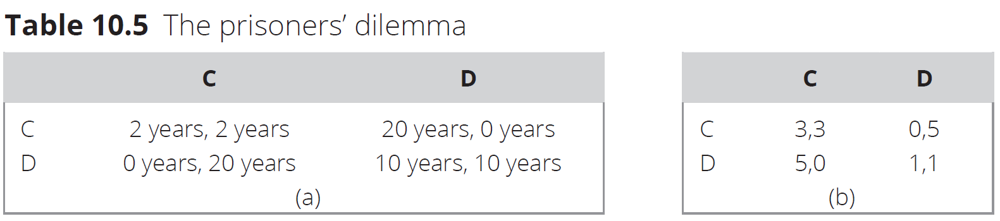 Table 10.5 The prisoners’ dilemma
C D
C 2 years, 2 years 20 years, 0 years
D 0 years, 20 years 10 years, 10 years
(a)
C D
C 3,3 0,5
D 5,0 1,1
(b)